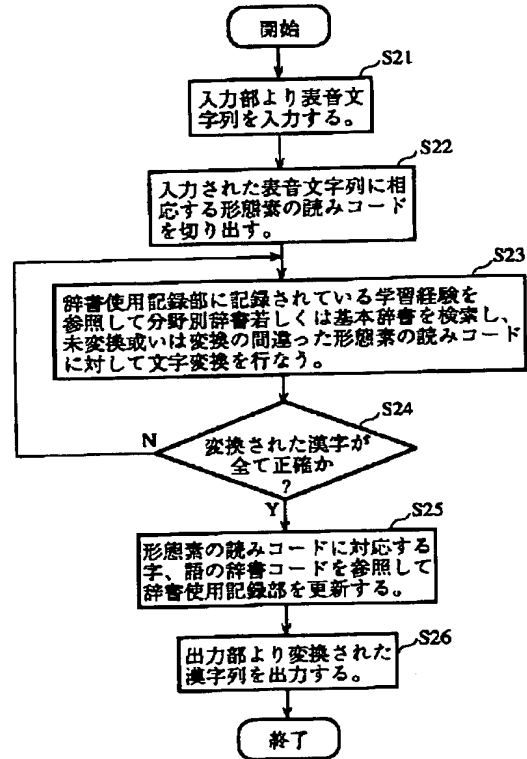 開始
S21
入力部より表音文
字列を入力する。
S22
入力された表音文字列に相
応する形態素の読みコード
を切り出す。
S23
辞書使用記録部に記録されている学習経験を
参照して分野別辞書若しくは基本辞書を検索し、
未変換或いは変換の間違った形態素の読みコード
に対して文字変換を行なう。
S24
N
変換された漢字が
全て正確か
?
Y
S25
形態素の読みコードに対応する
字、語の辞書コードを参照して
辞書使用記録部を更新する。
S26
出力部より変換された
漢字列を出力する。
終了